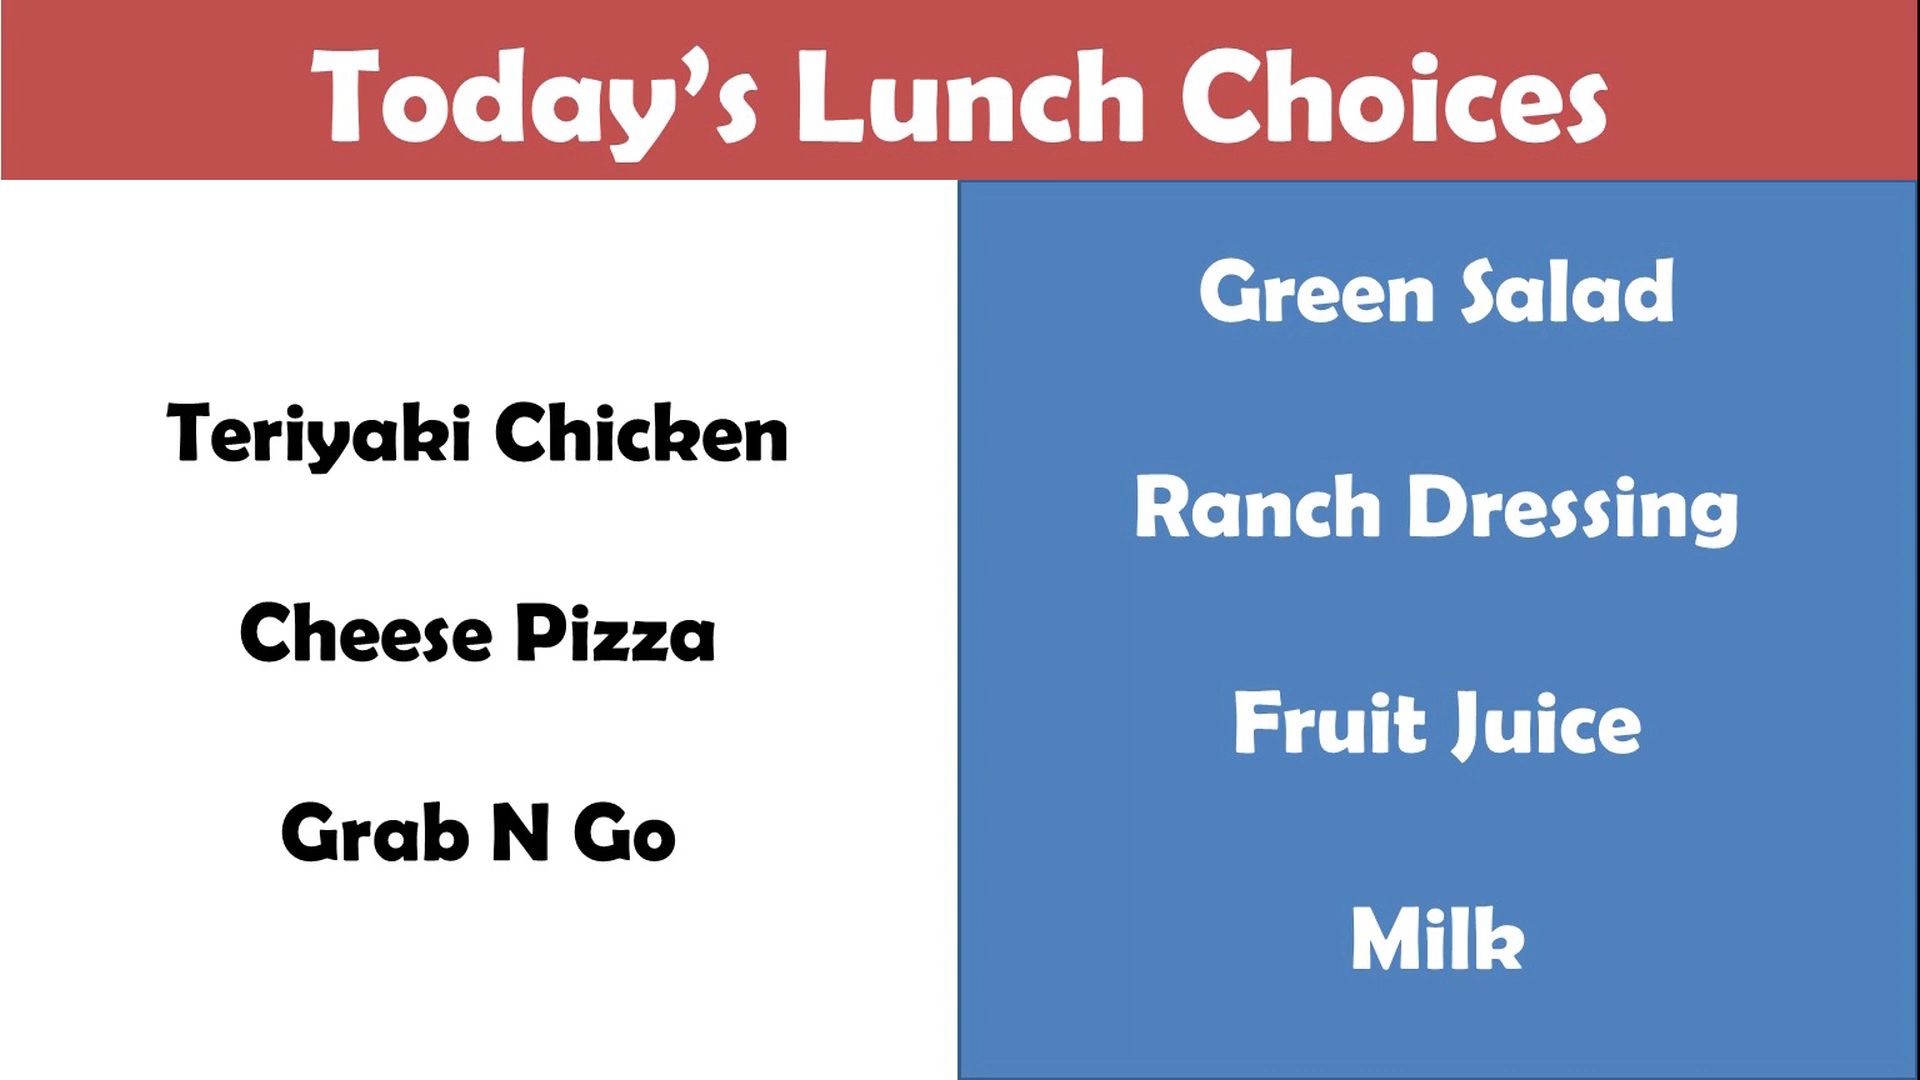 Today’s Lunch Choices
Teriyaki Chicken
Cheese Pizza
Grab N Go
Green Salad
Ranch Dressing
Fruit Juice
Milk